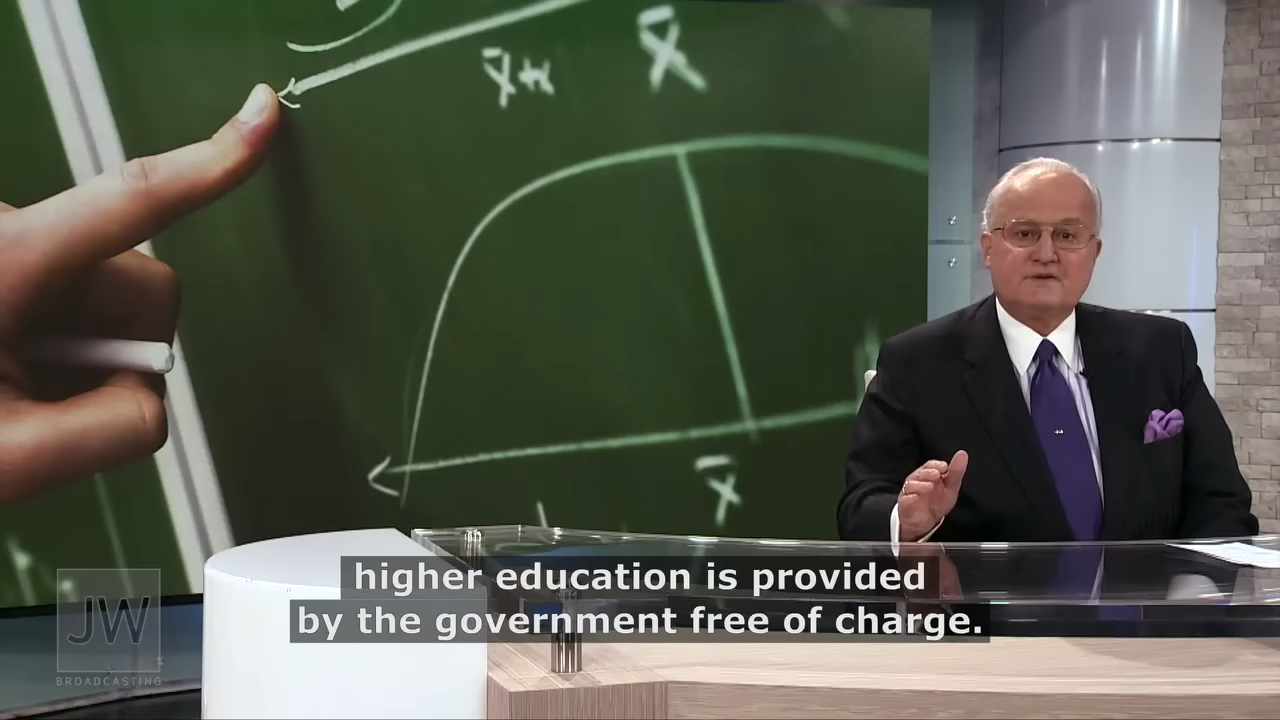 x̄+
x̄
x̄
higher education is provided
by the government free of charge.
JW
BROADCASTING